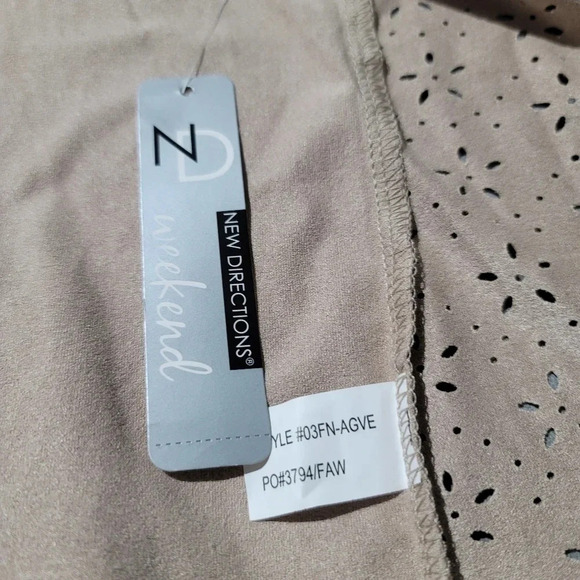 ND
weekend
NEW DIRECTIONS®
YLE #03FN-AGVE
PO#3794/FAW